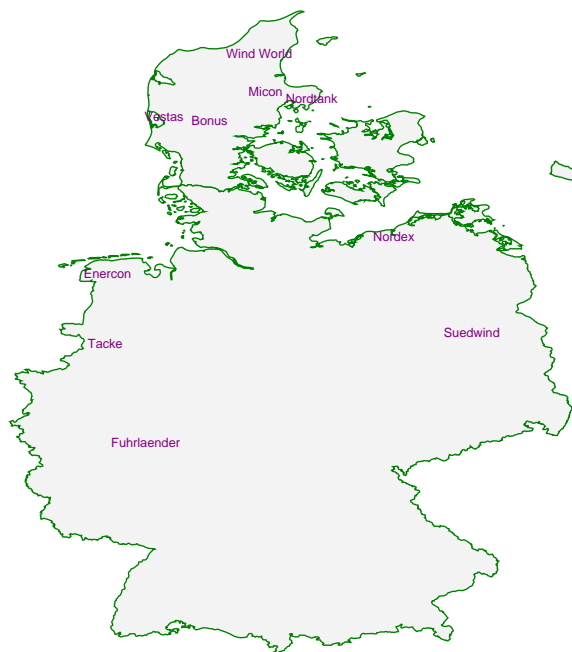 Wind World
Micon
Nordtank
Vestas
Bonus
Nordex
Enercon
Suedwind
Tacke
Fuhrlaender